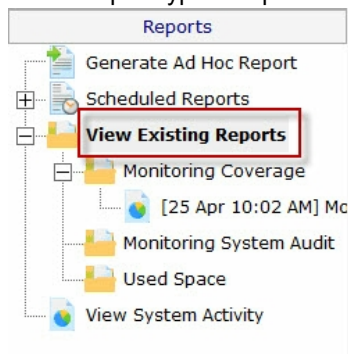 Reports
Generate Ad Hoc Report
Scheduled Reports
View Existing Reports
Monitoring Coverage
[25 Apr 10:02 AM] Mo
Monitoring System Audit
Used Space
View System Activity